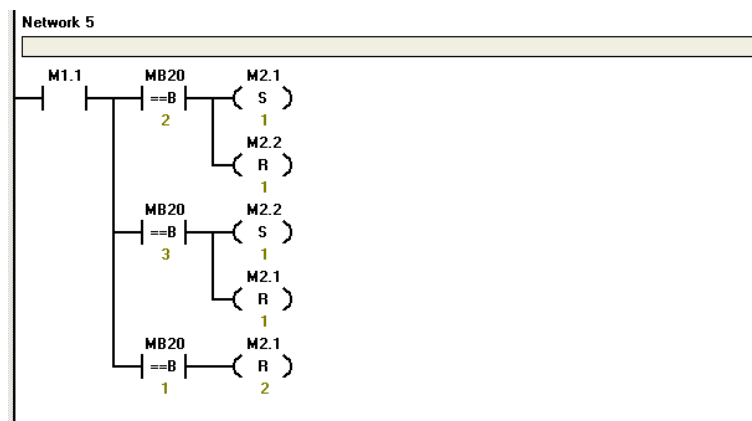 Network 5
M1.1 MB20 M2.1
==B S
2 1
M2.2
R
1
MB20 M2.2
==B S
3 1
M2.1
R
1
MB20 M2.1
==B R
1 2